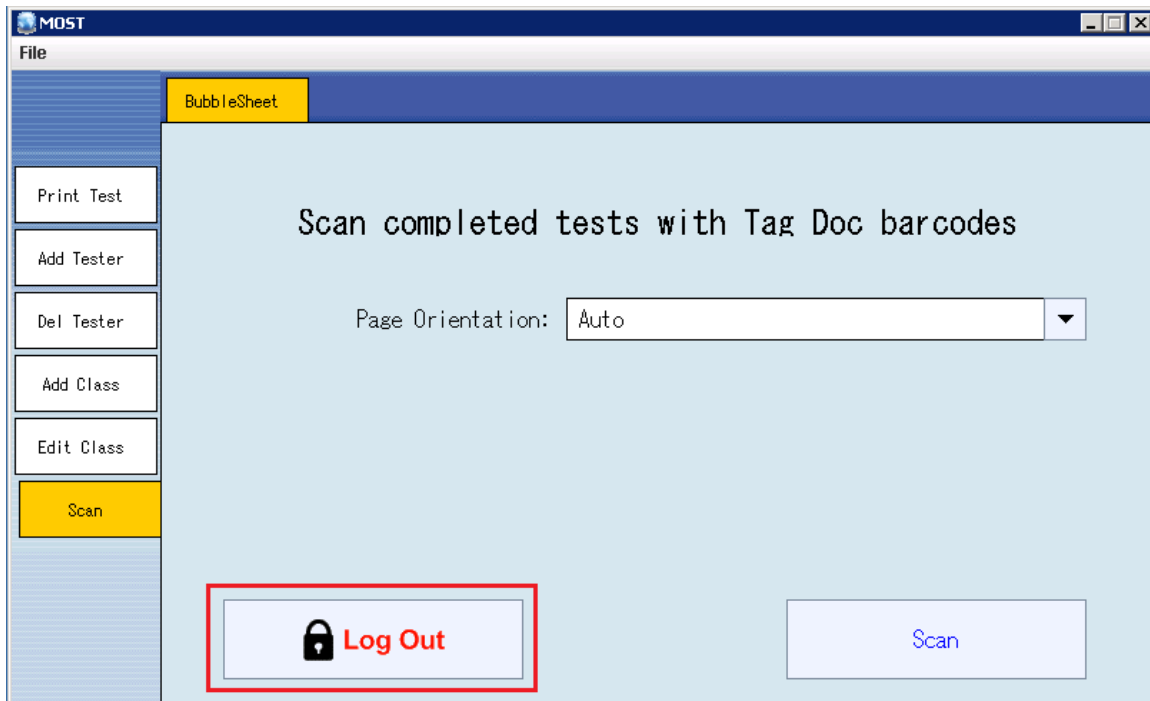 MOST
File
BubbleSheet
Print Test
Add Tester
Del Tester
Add Class
Edit Class
Scan
Scan completed tests with Tag Doc barcodes
Page Orientation: Auto
Log Out
Scan